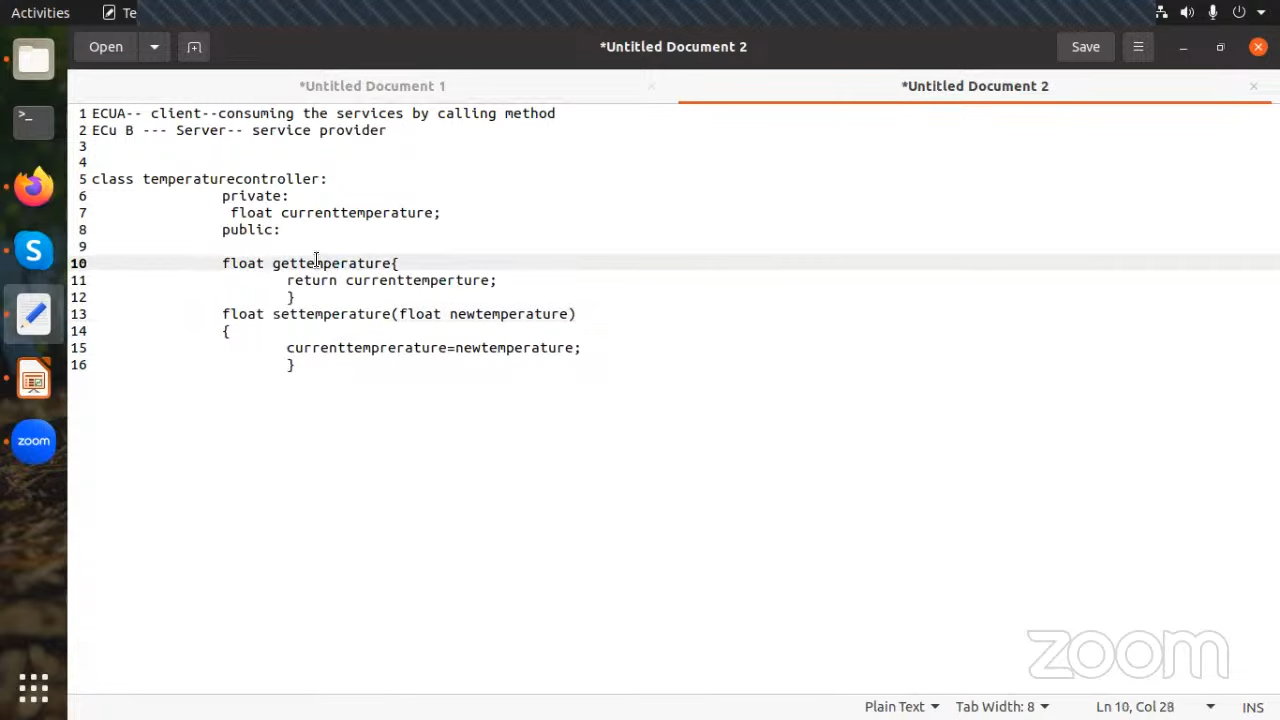 Activities
Te
Open
*Untitled Document 2
Save
*Untitled Document 1
*Untitled Document 2
1 ECUA-- client--consuming the services by calling method
2 ECu B --- Server-- service provider
3
4
5 class temperaturecontroller:
6 private:
7 float currenttemperature;
8 public:
9
10 float gettemperature{
11 return currenttemperture;
12 }
13 float settemperature(float newtemperature)
14 {
15 currenttemprerature=newtemperature;
16 }
zoom
zoom
Plain Text
Tab Width: 8
Ln 10, Col 28
INS